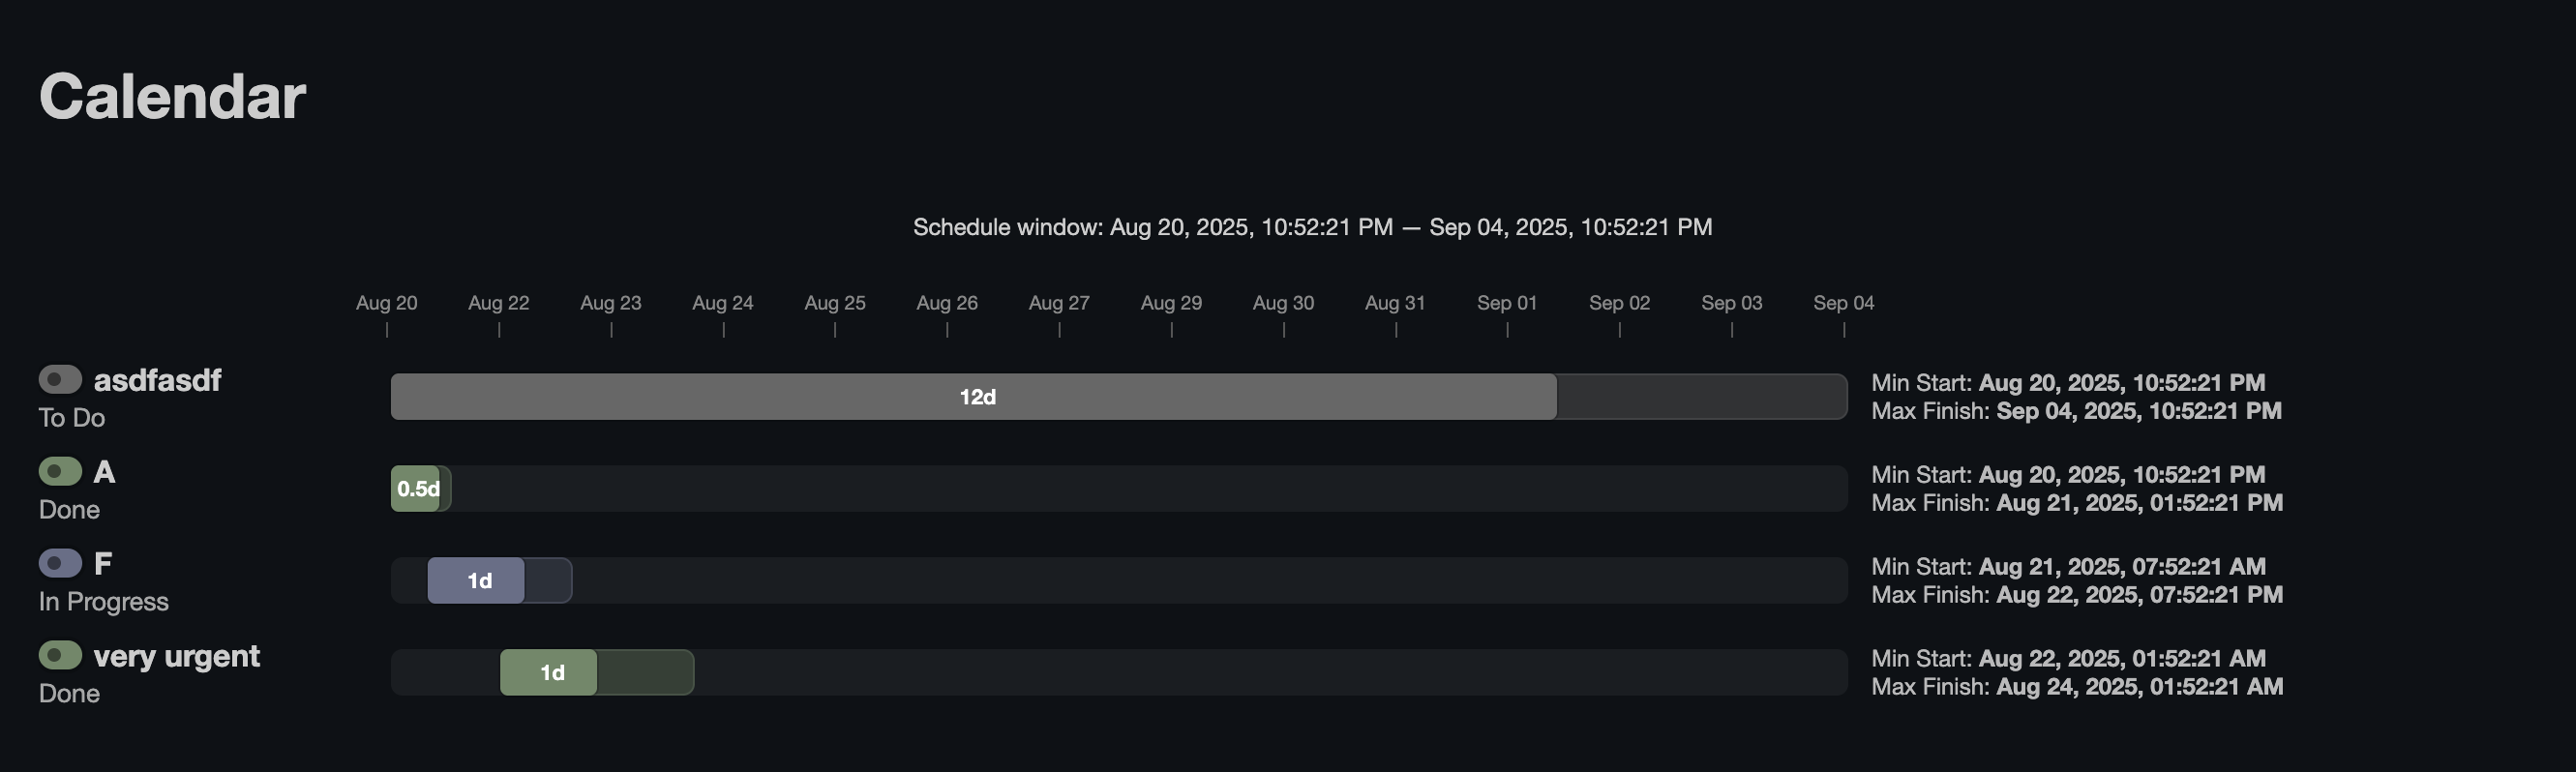 Calendar
Schedule window: Aug 20, 2025, 10:52:21 PM — Sep 04, 2025, 10:52:21 PM
Aug 20 Aug 22 Aug 23 Aug 24 Aug 25 Aug 26 Aug 27 Aug 29 Aug 30 Aug 31 Sep 01 Sep 02 Sep 03 Sep 04
asdfasdf
To Do
12d
Min Start: Aug 20, 2025, 10:52:21 PM
Max Finish: Sep 04, 2025, 10:52:21 PM
A
Done
0.5d
Min Start: Aug 20, 2025, 10:52:21 PM
Max Finish: Aug 21, 2025, 01:52:21 PM
F
In Progress
1d
Min Start: Aug 21, 2025, 07:52:21 AM
Max Finish: Aug 22, 2025, 07:52:21 PM
very urgent
Done
1d
Min Start: Aug 22, 2025, 01:52:21 AM
Max Finish: Aug 24, 2025, 01:52:21 AM